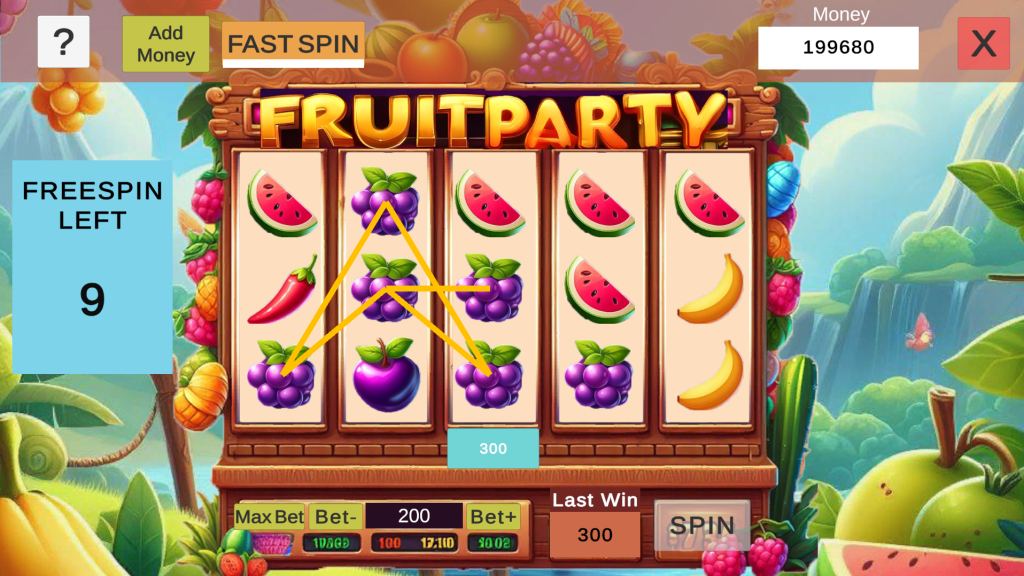 ?
Add
Money
FAST SPIN
Money
199680
X
FRUITPARTY
FREESPIN
LEFT
9
300
Last Win
Max Bet
Bet-
200
Bet+
300
SPIN
100